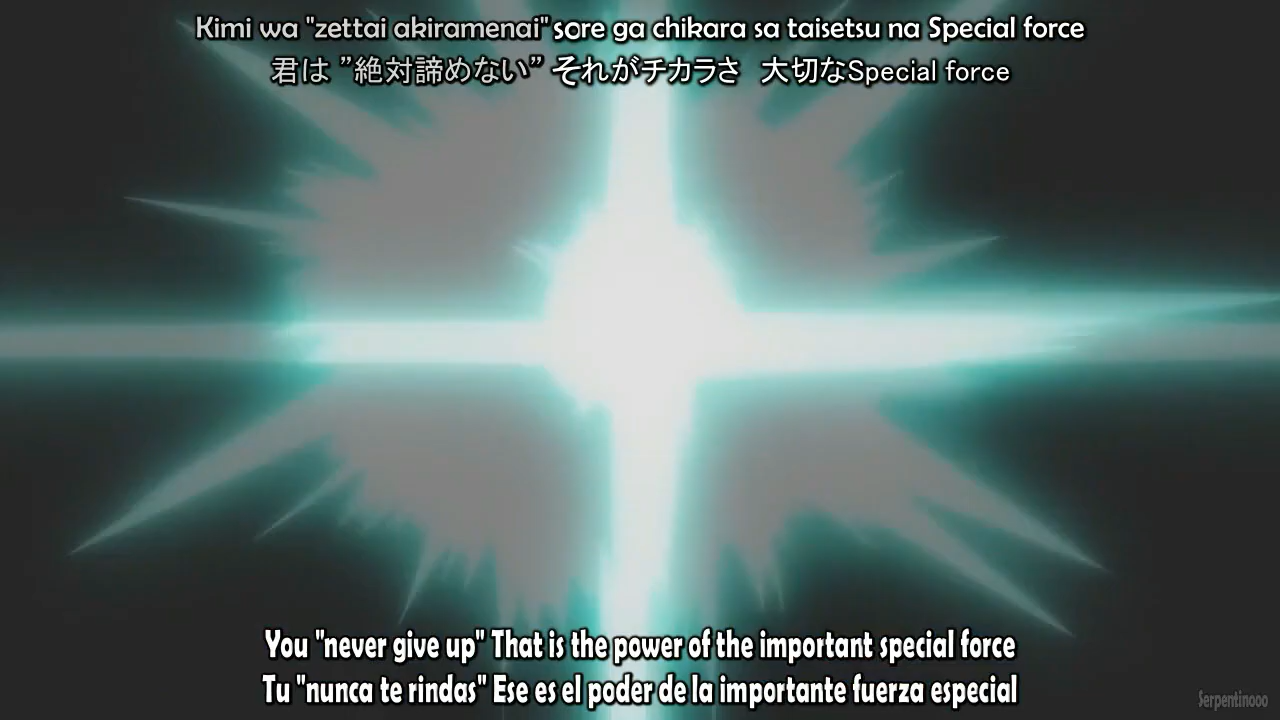 Kimi wa "zettai akiramenai" sore ga chikara sa taisetsu na Special force
君は ”絶対諦めない” それがチカラさ　大切なSpecial force
You "never give up" That is the power of the important special force
Tu "nunca te rindas" Ese es el poder de la importante fuerza especial
Serpentinooo